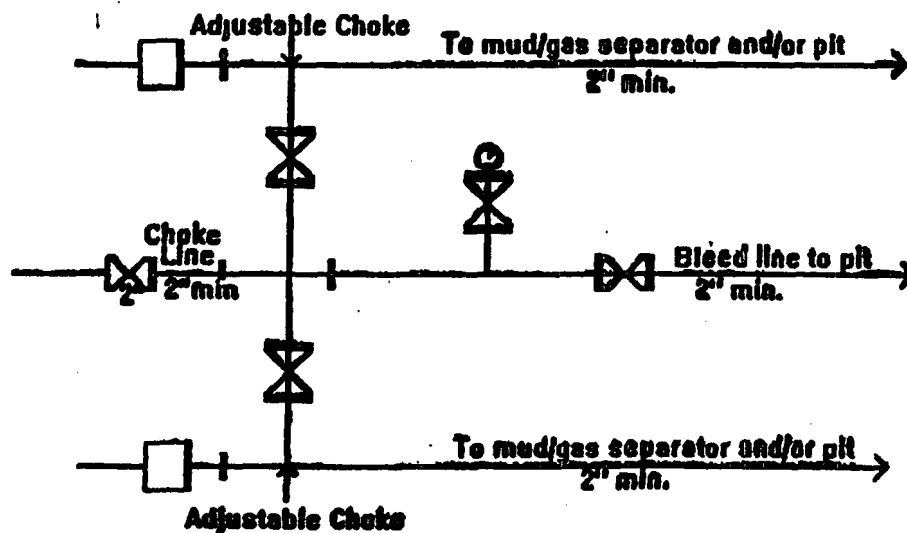 Adjustable Choke
To mud/gas separator and/or pit
2" min.
Choke
Line
2
2" min
Bleed line to pit
2" min.
To mud/gas separator and/or pit
2" min.
Adjustable Choke